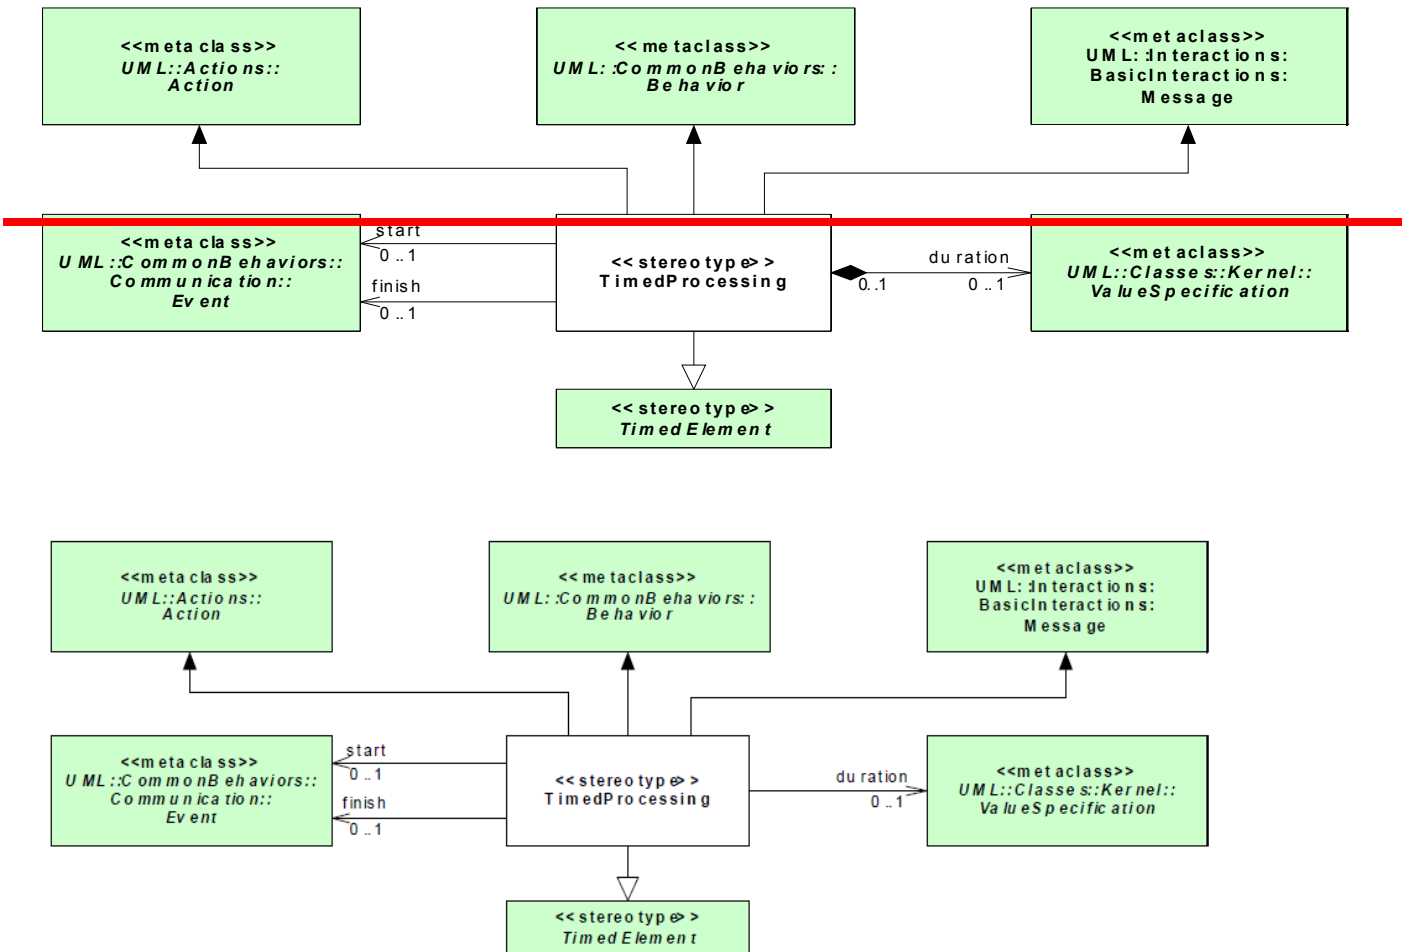 <<metaclass>>
UML::Actions::
Action
<<metaclass>>
UML::CommonBehaviors::
Behavior
<<metaclass>>
UML::Interactions:
BasicInteractions:
Message
<<metaclass>>
UML::CommonBehaviors::
Communication::
Event
start
0..1
finish
0..1
<<stereotype>>
TimedProcessing
0..1
duration
0..1
<<metaclass>>
UML::Classes::Kernel::
ValueSpecification
<<stereotype>>
TimedElement
<<metaclass>>
UML::Actions::
Action
<<metaclass>>
UML::CommonBehaviors::
Behavior
<<metaclass>>
UML::Interactions:
BasicInteractions:
Message
<<metaclass>>
UML::CommonBehaviors::
Communication::
Event
start
0..1
finish
0..1
<<stereotype>>
TimedProcessing
duration
0..1
<<metaclass>>
UML::Classes::Kernel::
ValueSpecification
<<stereotype>>
TimedElement